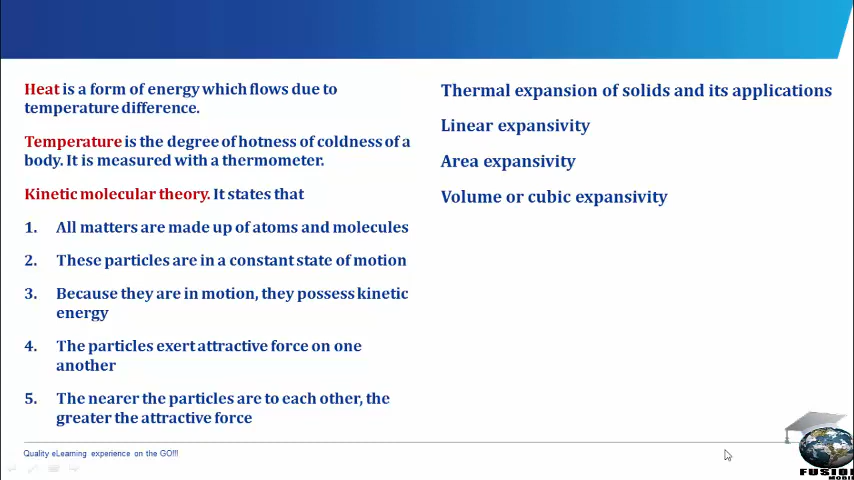 Heat is a form of energy which flows due to
temperature difference.
Temperature is the degree of hotness of coldness of a
body. It is measured with a thermometer.
Kinetic molecular theory. It states that
1. All matters are made up of atoms and molecules
2. These particles are in a constant state of motion
3. Because they are in motion, they possess kinetic
energy
4. The particles exert attractive force on one
another
5. The nearer the particles are to each other, the
greater the attractive force
Thermal expansion of solids and its applications
Linear expansivity
Area expansivity
Volume or cubic expansivity
Quality eLearning experience on the GO!!!
FUSION
MOBI